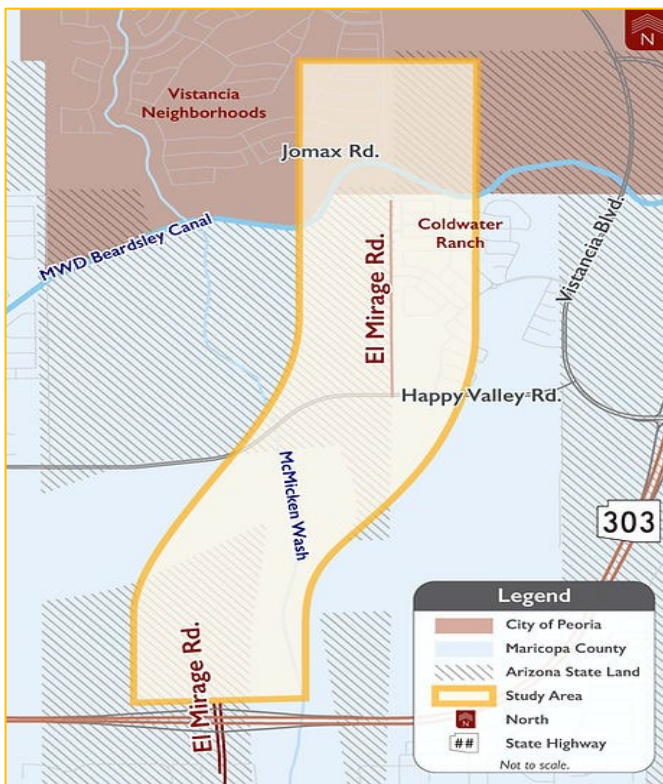 N
Vistancia
Neighborhoods
Jomax Rd.
MWD Beardsley Canal
Coldwater
Ranch
El Mirage Rd.
Vistancia Blvd.
Happy Valley Rd.
McMicken Wash
303
El Mirage Rd.
Legend
City of Peoria
Maricopa County
Arizona State Land
Study Area
North
## State Highway
Not to scale.